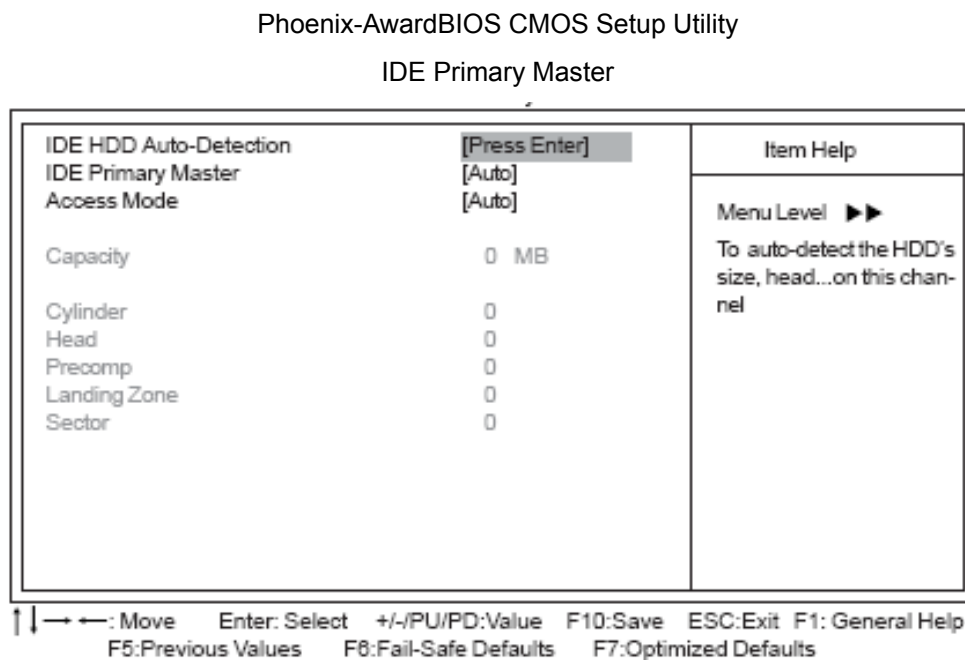 Phoenix-AwardBIOS CMOS Setup Utility
IDE Primary Master
IDE HDD Auto-Detection [Press Enter]
IDE Primary Master [Auto]
Access Mode [Auto]
Capacity 0 MB
Cylinder 0
Head 0
Precomp 0
Landing Zone 0
Sector 0
Item Help
Menu Level ▶▶
To auto-detect the HDD's
size, head...on this chan-
nel
↑↓→←: Move Enter: Select +/-/PU/PD:Value F10:Save ESC:Exit F1: General Help
F5:Previous Values F6:Fail-Safe Defaults F7:Optimized Defaults